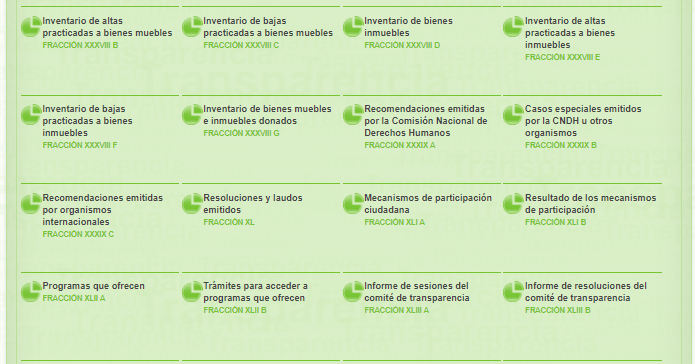 Inventario de altas
practicadas a bienes muebles
FRACCIÓN XXXVIII B
Inventario de bajas
practicadas a bienes muebles
FRACCIÓN XXXVIII C
Inventario de bienes
inmuebles
FRACCIÓN XXXVIII D
Inventario de altas
practicadas a bienes
inmuebles
FRACCIÓN XXXVIII E
Inventario de bajas
practicadas a bienes
inmuebles
FRACCIÓN XXXVIII F
Inventario de bienes muebles
e inmuebles donados
FRACCIÓN XXXVIII G
Recomendaciones emitidas
por la Comisión Nacional de
Derechos Humanos
FRACCIÓN XXXIX A
Casos especiales emitidos
por la CNDH u otros
organismos
FRACCIÓN XXXIX B
Recomendaciones emitidas
por organismos
internacionales
FRACCIÓN XXXIX C
Resoluciones y laudos
emitidos
FRACCIÓN XL
Mecanismos de participación
ciudadana
FRACCIÓN XLI A
Resultado de los mecanismos
de participación
FRACCIÓN XLI B
Programas que ofrecen
FRACCIÓN XLII A
Trámites para acceder a
programas que ofrecen
FRACCIÓN XLII B
Informe de sesiones del
comité de transparencia
FRACCIÓN XLIII A
Informe de resoluciones del
comité de transparencia
FRACCIÓN XLIII B